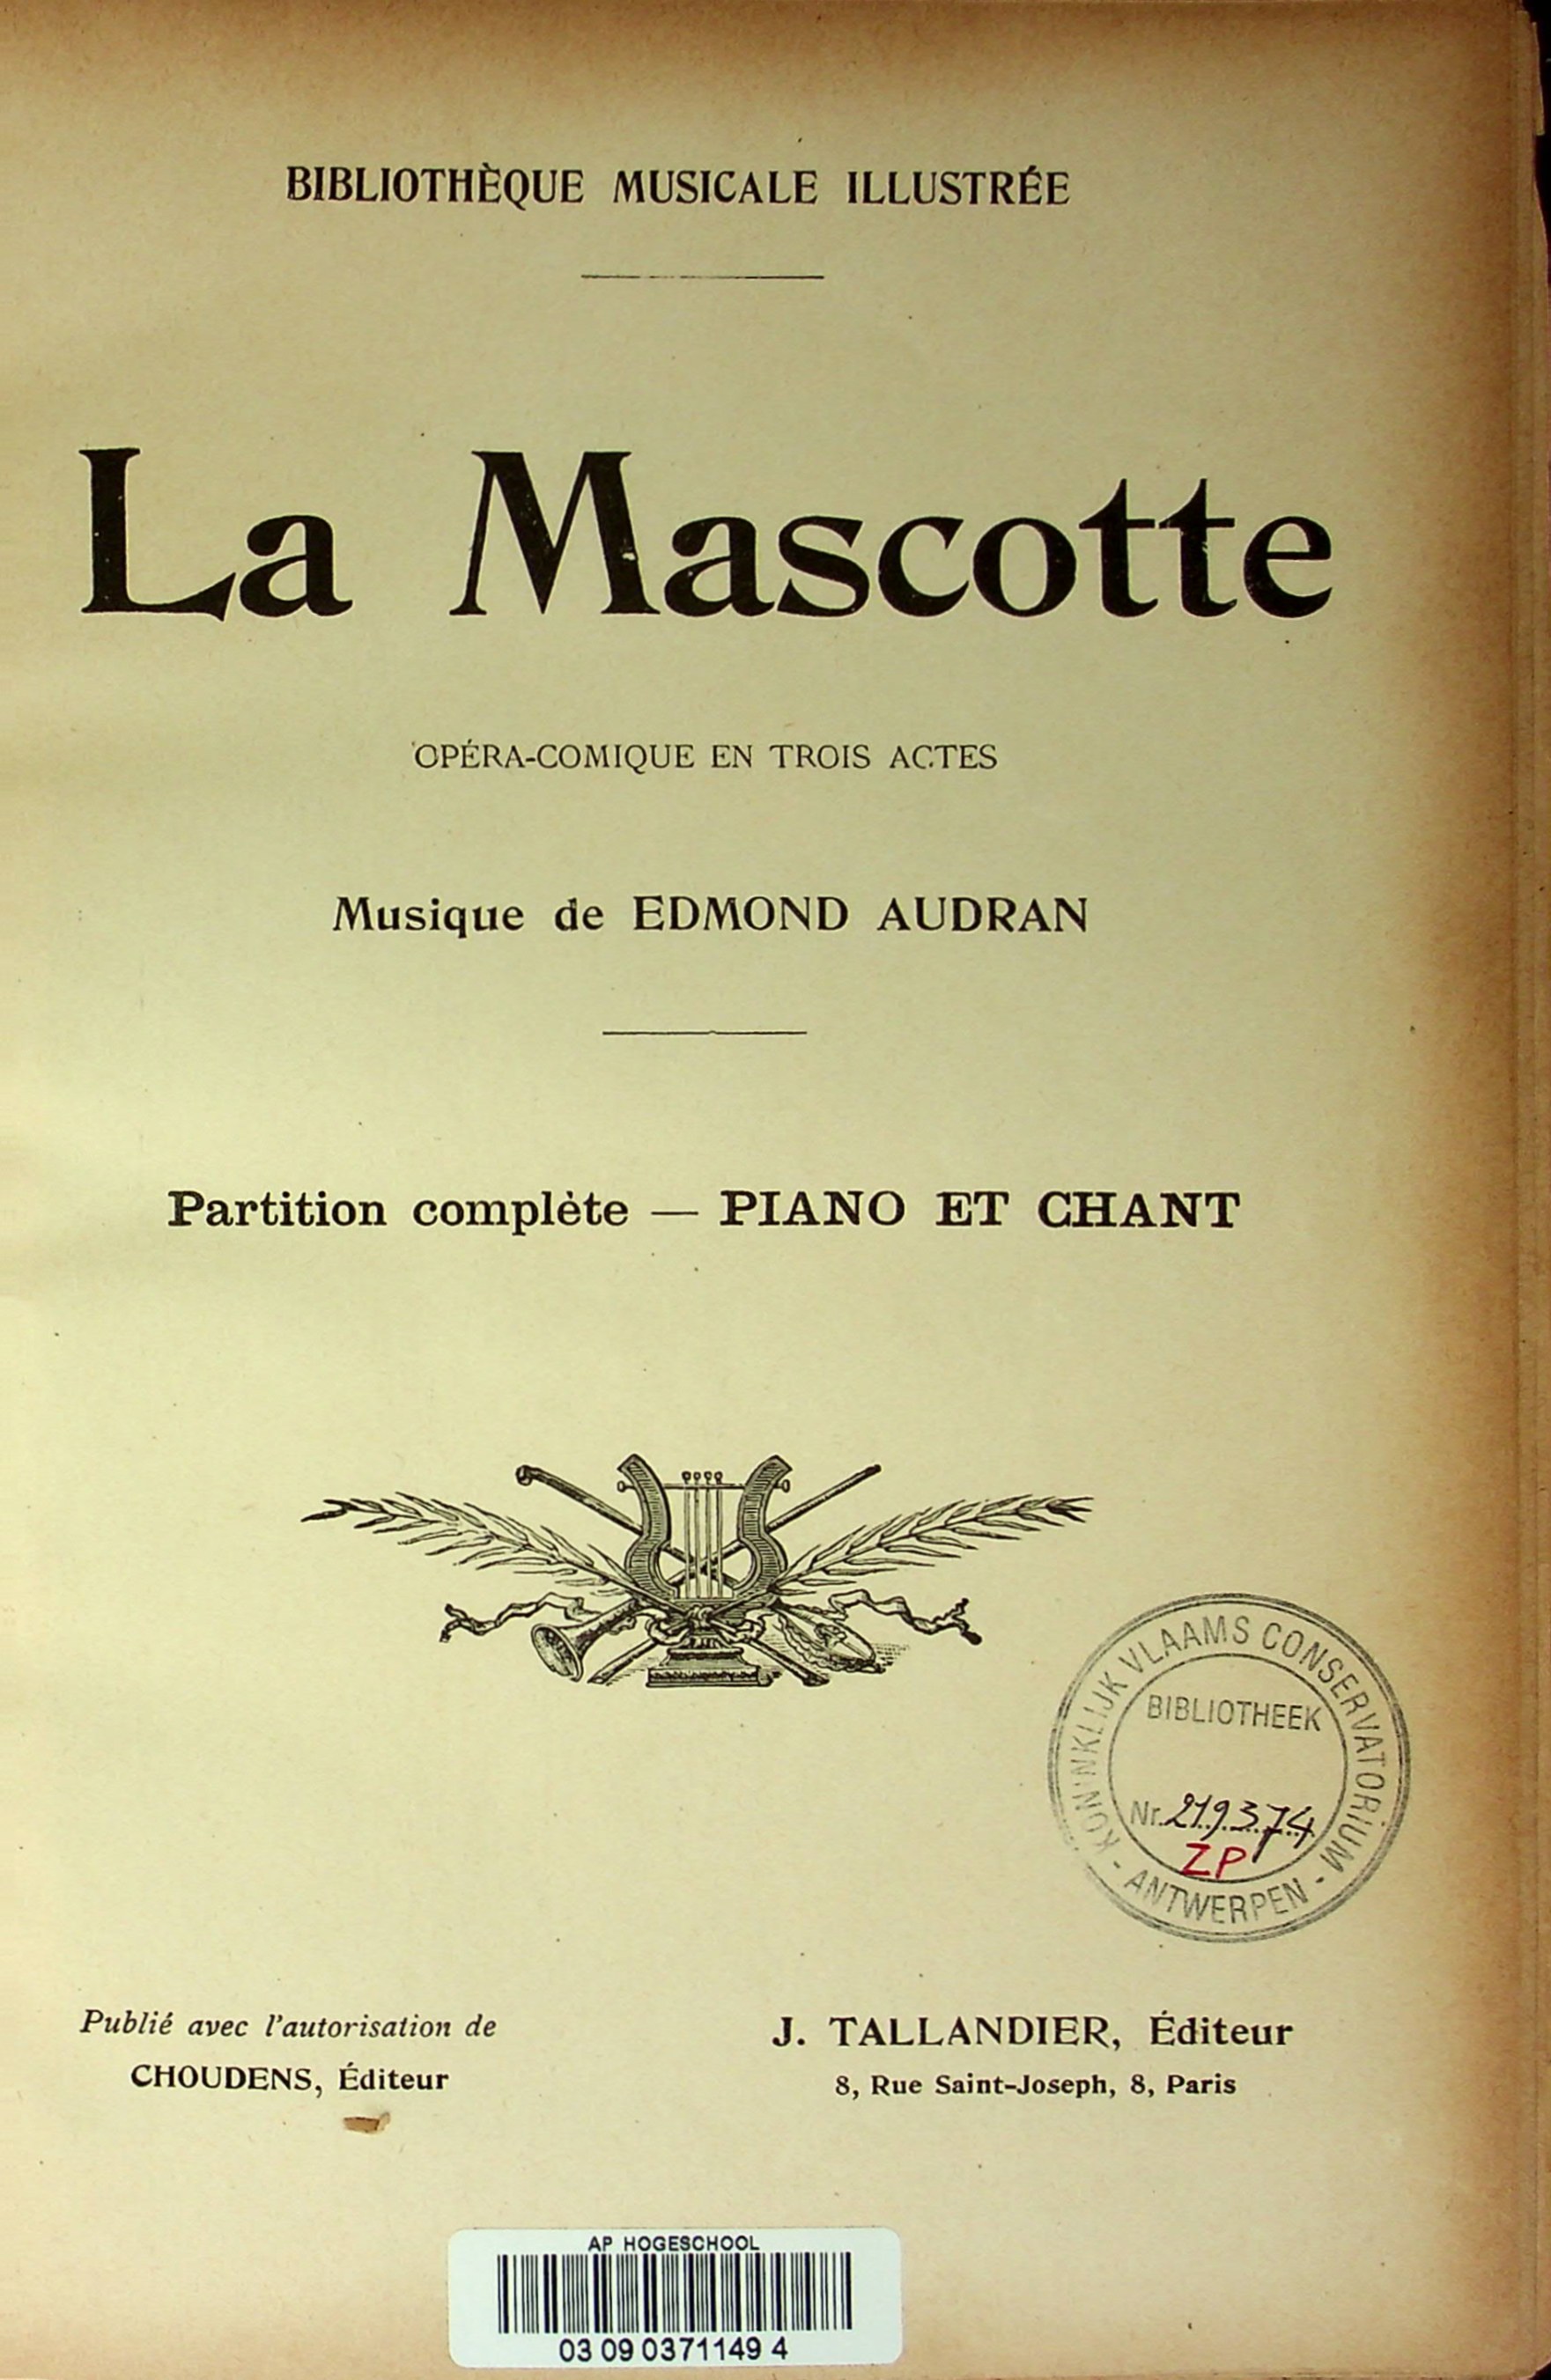 BIBLIOTHÈQUE MUSICALE ILLUSTRÉE
La Mascotte
OPÉRA-COMIQUE EN TROIS ACTES
Musique de EDMOND AUDRAN
Partition complète — PIANO ET CHANT
KONINKLIJK VLAAMS CONSERVATORIUM - ANTWERPEN -
BIBLIOTHEEK
Nr. 219374
ZP
Publié avec l'autorisation de
CHOUDENS, Éditeur
J. TALLANDIER, Éditeur
8, Rue Saint-Joseph, 8, Paris
AP HOGESCHOOL
03 09 0371149 4